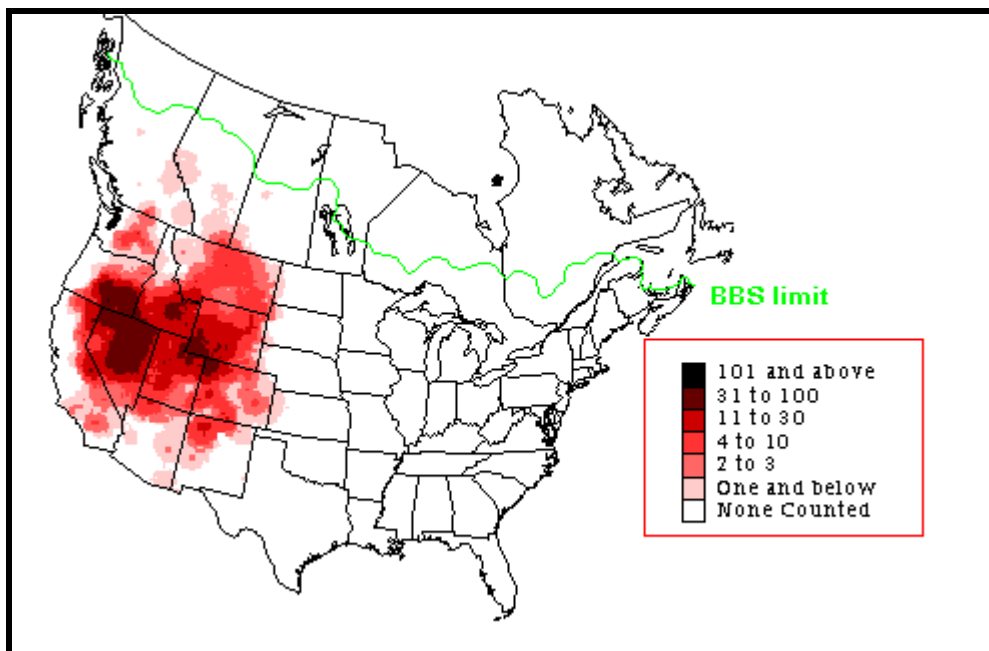 BBS limit
101 and above
31 to 100
11 to 30
4 to 10
2 to 3
One and below
None Counted